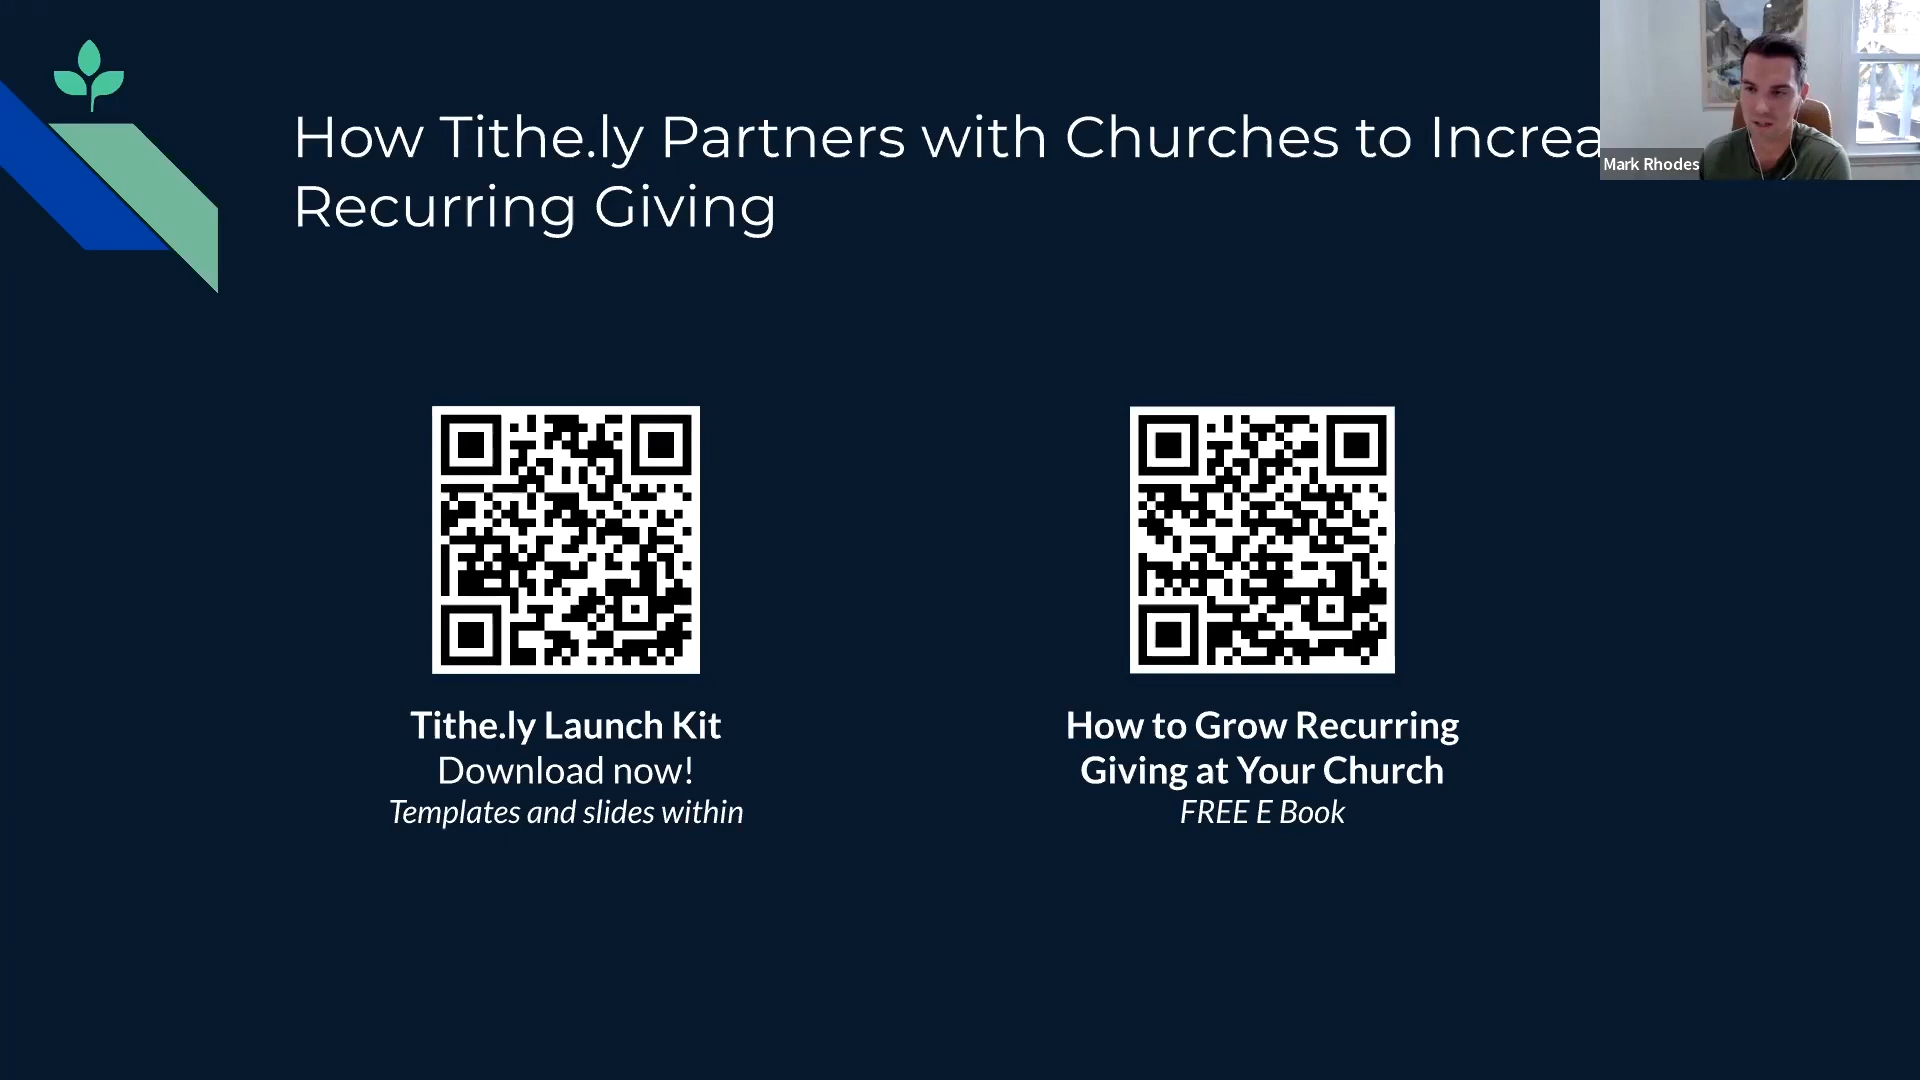 How Tithe.ly Partners with Churches to Increa
Recurring Giving
Mark Rhodes
Tithe.ly Launch Kit
Download now!
Templates and slides within
How to Grow Recurring
Giving at Your Church
FREE E Book